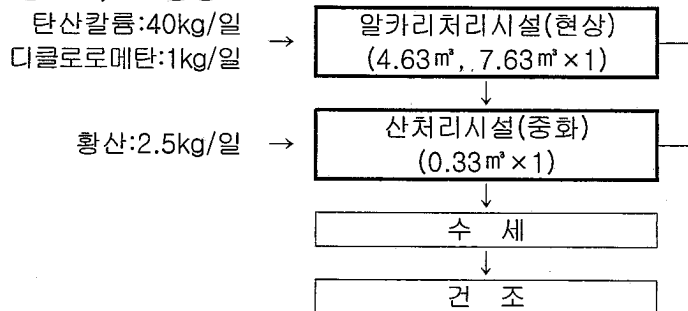 탄산칼륨:40kg/일 → 알카리처리시설(현상)
디클로로메탄:1kg/일 (4.63㎥, 7.63㎥×1)
↓
황산:2.5kg/일 → 산처리시설(중화)
(0.33㎥×1)
↓
수 세
↓
건 조